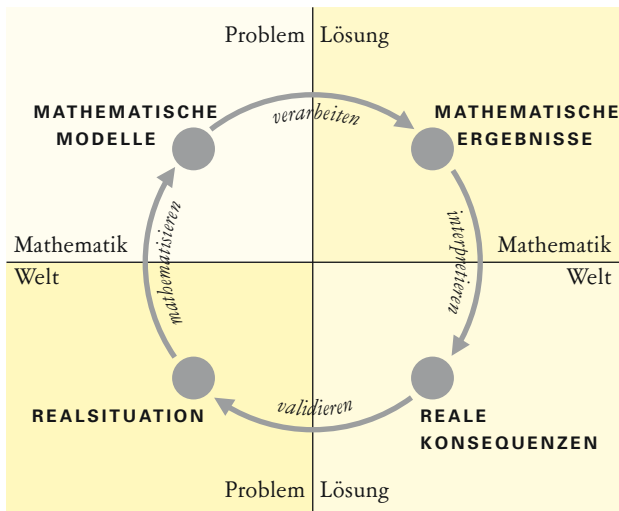 Problem Lösung
MATHEMATISCHE
MODELLE
verarbeiten
MATHEMATISCHE
ERGEBNISSE
mathematisieren
interpretieren
Mathematik
Mathematik
Welt
Welt
validieren
REALSITUATION
REALE
KONSEQUENZEN
Problem Lösung